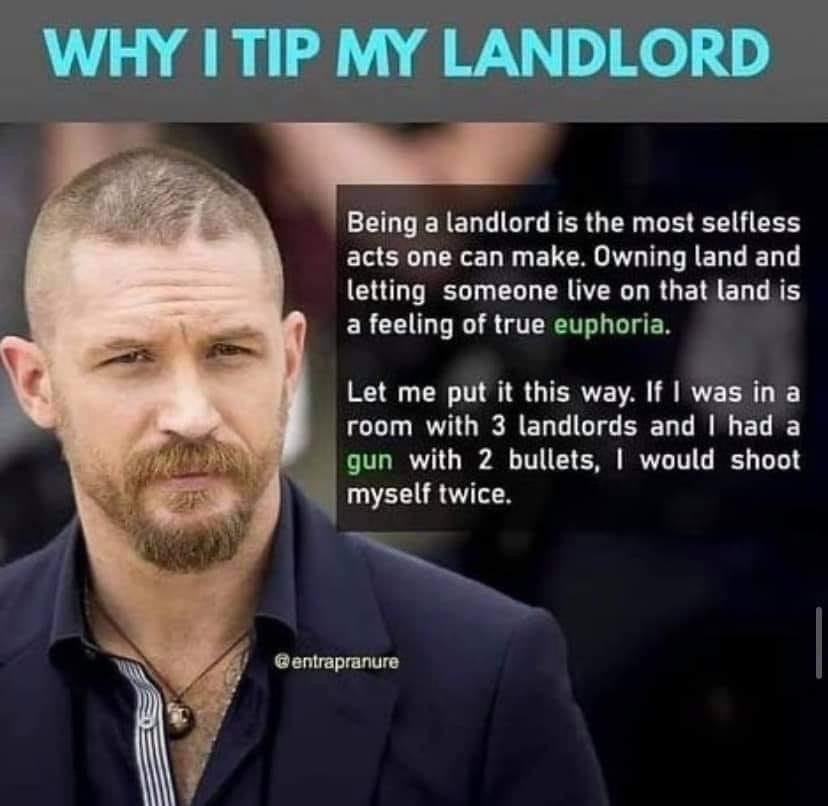 WHY I TIP MY LANDLORD
Being a landlord is the most selfless
acts one can make. Owning land and
letting someone live on that land is
a feeling of true euphoria.
Let me put it this way. If I was in a
room with 3 landlords and I had a
gun with 2 bullets, I would shoot
myself twice.
@entrapranure